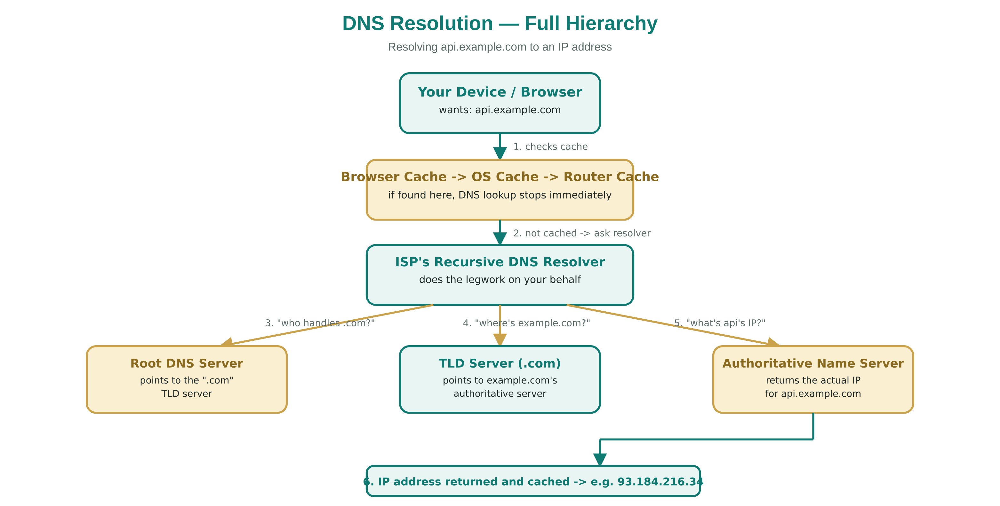 DNS Resolution — Full Hierarchy
Resolving api.example.com to an IP address
Your Device / Browser
wants: api.example.com
1. checks cache
Browser Cache -> OS Cache -> Router Cache
if found here, DNS lookup stops immediately
2. not cached -> ask resolver
ISP's Recursive DNS Resolver
does the legwork on your behalf
3. "who handles .com?"
4. "where's example.com?"
5. "what's api's IP?"
Root DNS Server
points to the ".com"
TLD server
TLD Server (.com)
points to example.com's
authoritative server
Authoritative Name Server
returns the actual IP
for api.example.com
6. IP address returned and cached -> e.g. 93.184.216.34